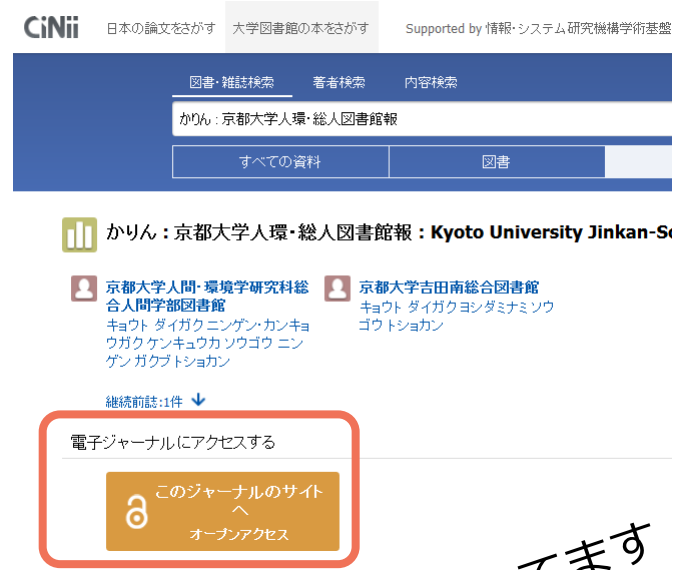 CiNii 日本の論文をさがす 大学図書館の本をさがす Supported by 情報・システム研究機構学術基盤
図書・雑誌検索 著者検索 内容検索
かりん : 京都大学人環・総人図書館報
すべての資料 図書
かりん : 京都大学人環・総人図書館報 : Kyoto University Jinkan-S
京都大学人間・環境学研究科総
合人間学部図書館
キョウト ダイガク ニンゲン・カンキョ
ウガク ケンキュウカ ソウゴウ ニン
ゲン ガクブ トショカン
京都大学吉田南総合図書館
キョウト ダイガク ヨシダミナミ ソウ
ゴウ トショカン
継続前誌:1件
電子ジャーナルにアクセスする
このジャーナルのサイト
へ
オープンアクセス
てます